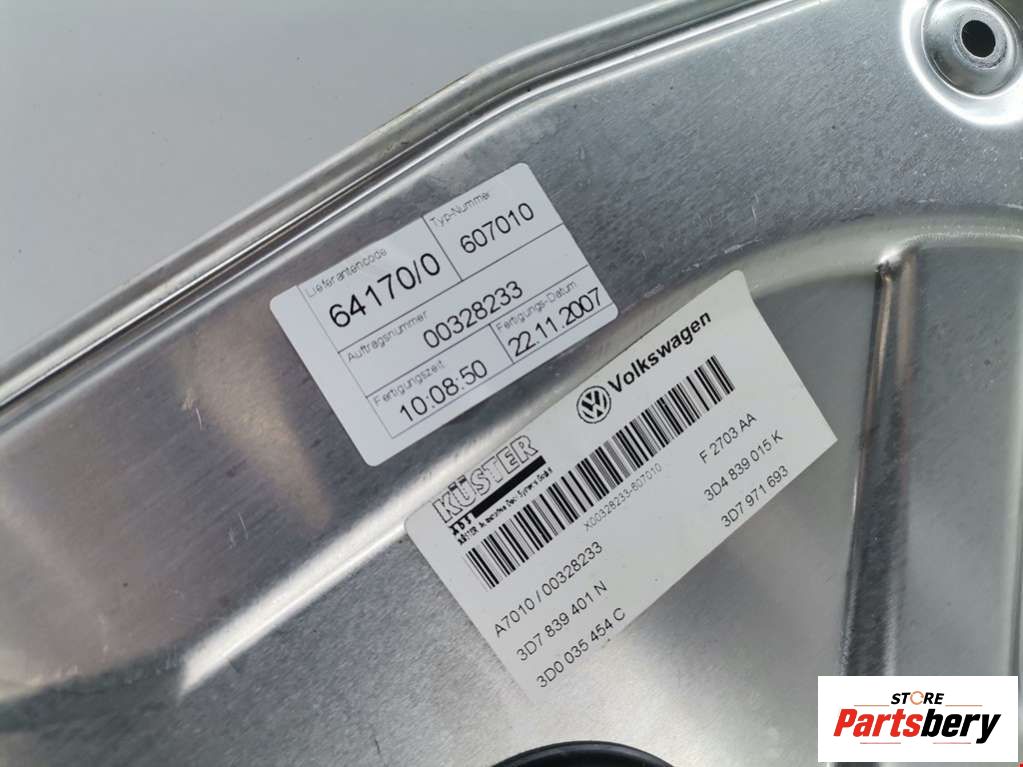 Lieferantencode
Typ-Nummer
64170/0
607010
Auftragsnummer
00328233
Fertigungszeit
Fertigungs-Datum
10:08:50
22.11.2007
KÜSTER
Volkswagen
X00328233-607010
F 2703 AA
A7010 / 00328233
3D4 839 015 K
3D7 839 401 N
3D7 971 693
3D0 035 454 C
STORE
Partsbery